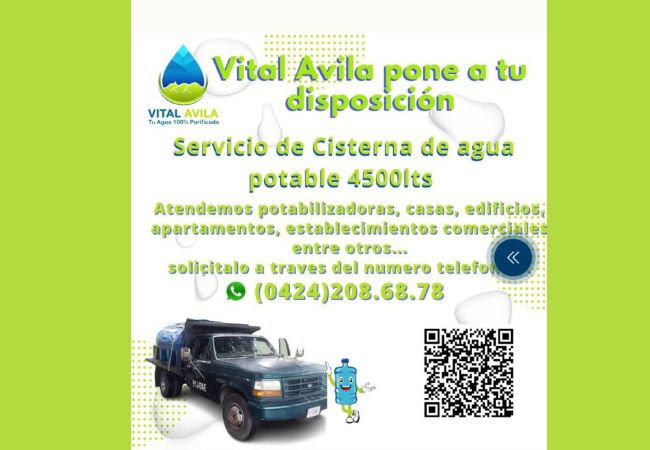 Vital Avila pone a tu
disposición
VITAL AVILA
Tu Agua 100% Purificada
Servicio de Cisterna de agua
potable 4500lts
Atendemos potabilizadoras, casas, edificios,
apartamentos, establecimientos comerciales
entre otros...
solicitalo a traves del numero
(0424)208.68.78